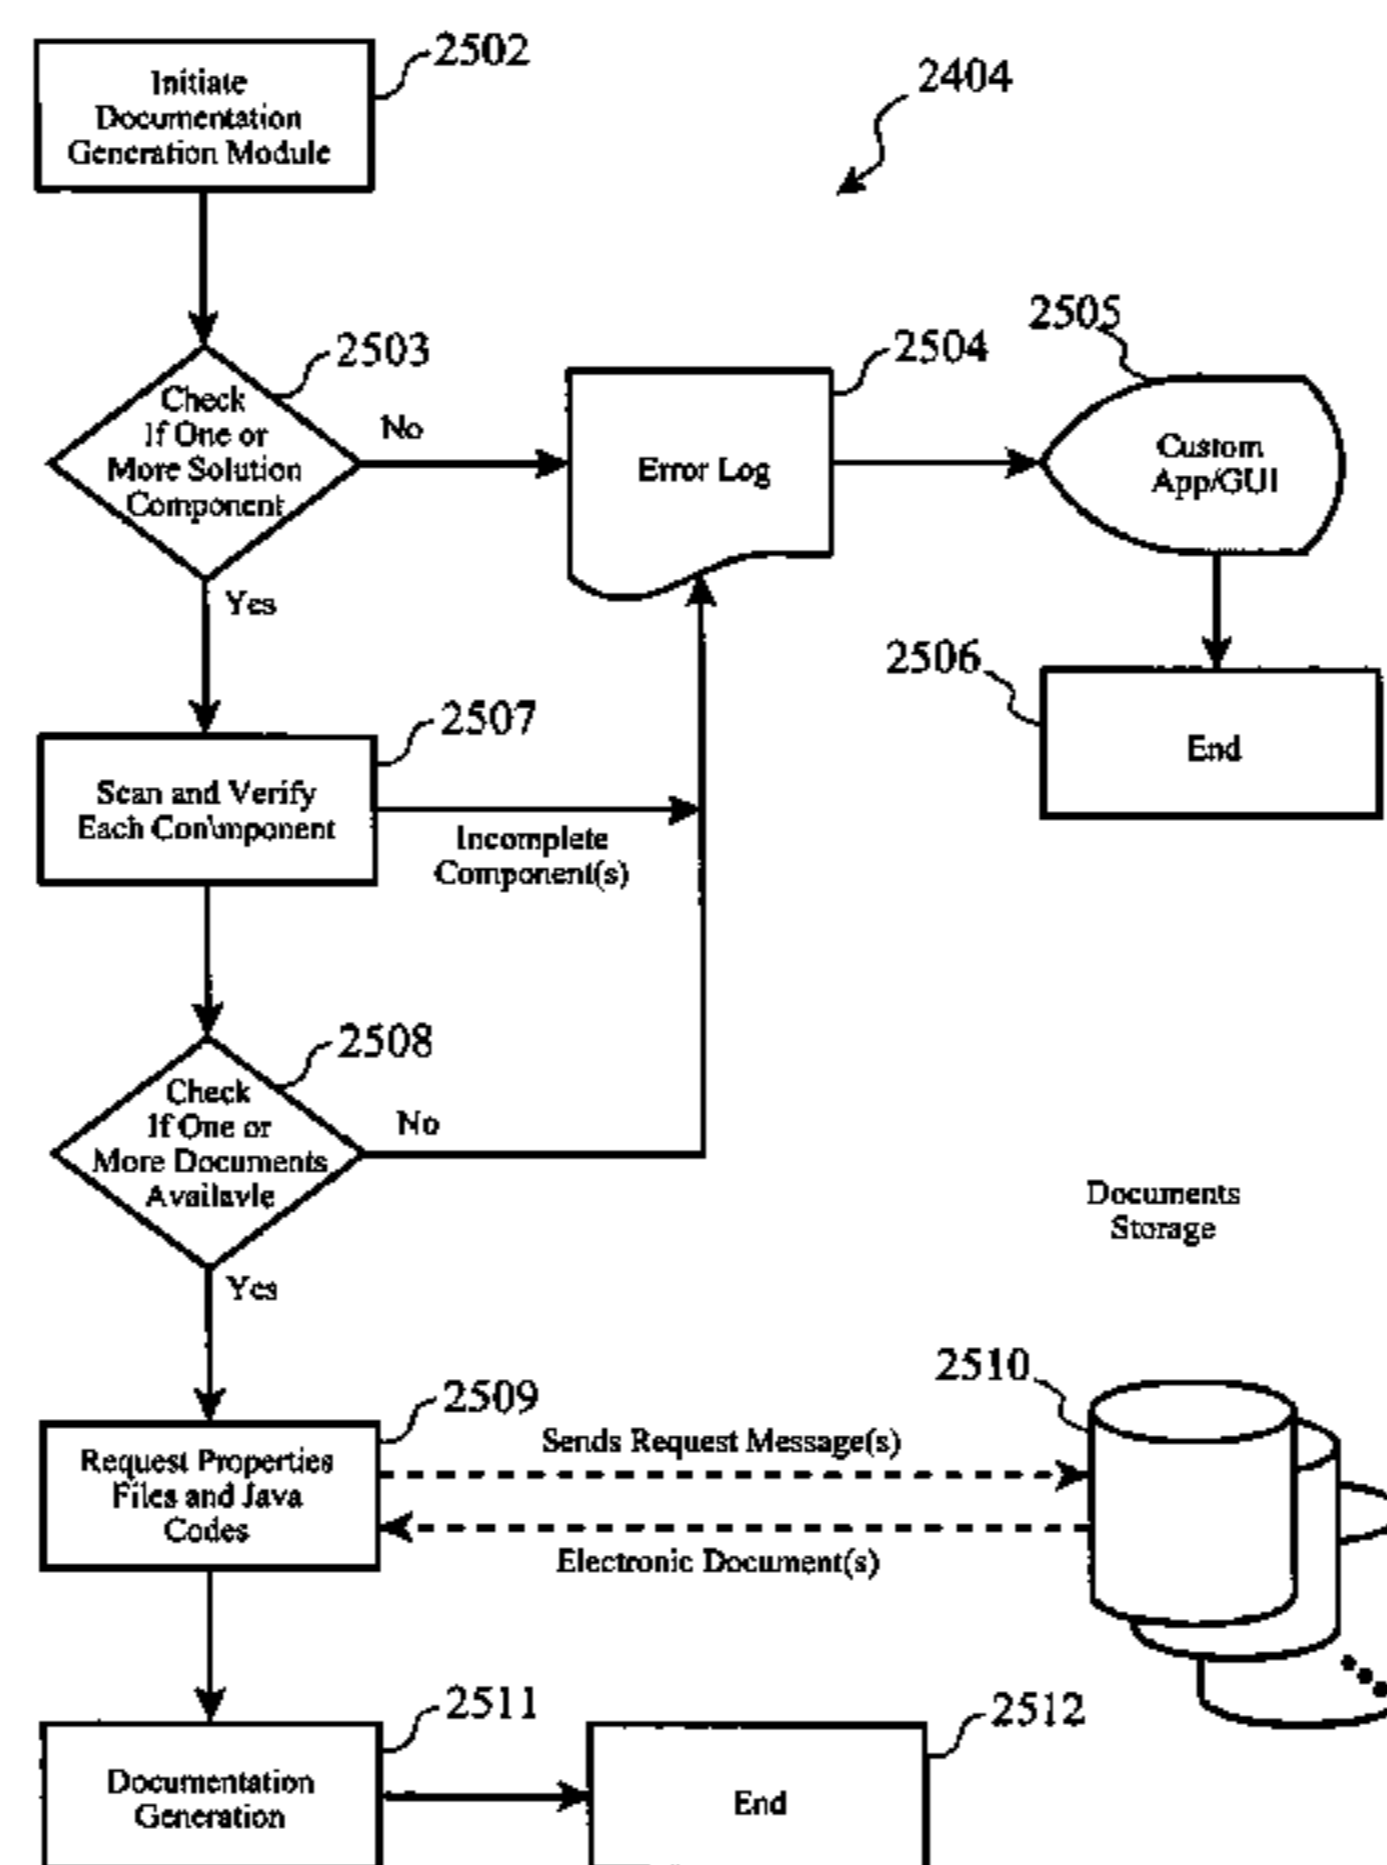 2502
Initiate
Documentation
Generation Module
2404
2503
Check
If One or
More Solution
Component
No
Yes
2504
Error Log
2505
Custom
App/GUI
2506
End
2507
Scan and Verify
Each Con\mponent
Incomplete
Component(s)
2508
Check
If One or
More Documents
Availavle
No
Yes
Documents
Storage
2509
Request Properties
Files and Java
Codes
Sends Request Message(s)
Electronic Document(s)
2510
2511
Documentation
Generation
2512
End